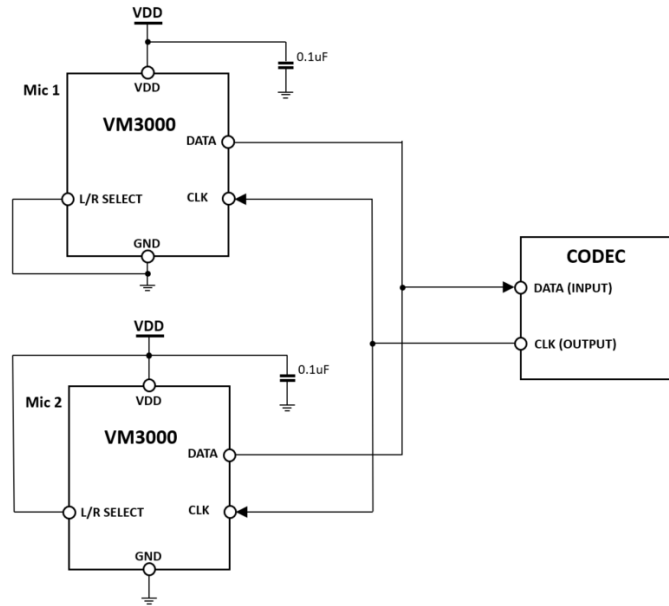 VDD
0.1uF
Mic 1
VDD
VM3000
DATA
L/R SELECT
CLK
GND
CODEC
DATA (INPUT)
CLK (OUTPUT)
VDD
0.1uF
Mic 2
VDD
VM3000
DATA
L/R SELECT
CLK
GND